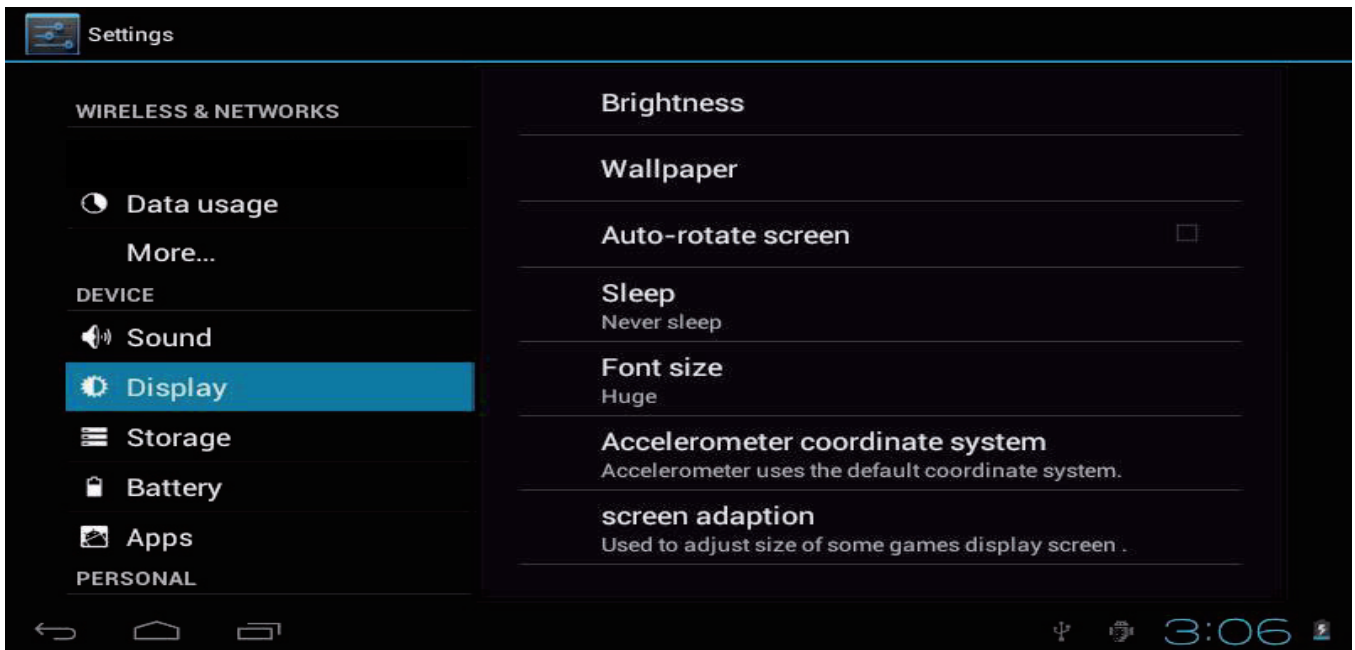 Settings
WIRELESS & NETWORKS
Data usage
More...
DEVICE
Sound
Display
Storage
Battery
Apps
PERSONAL
Brightness
Wallpaper
Auto-rotate screen
Sleep
Never sleep
Font size
Huge
Accelerometer coordinate system
Accelerometer uses the default coordinate system.
screen adaption
Used to adjust size of some games display screen .
3:06